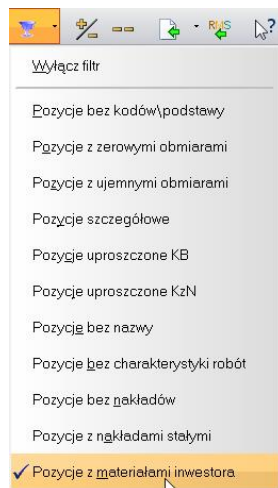 RMS
Wyłącz filtr
Pozycje bez kodów\podstawy
Pozycje z zerowymi obmiarami
Pozycje z ujemnymi obmiarami
Pozycje szczegółowe
Pozycje uproszczone KB
Pozycje uproszczone KzN
Pozycje bez nazwy
Pozycje bez charakterystyki robót
Pozycje bez nakładów
Pozycje z nakładami stałymi
Pozycje z materiałami inwestora